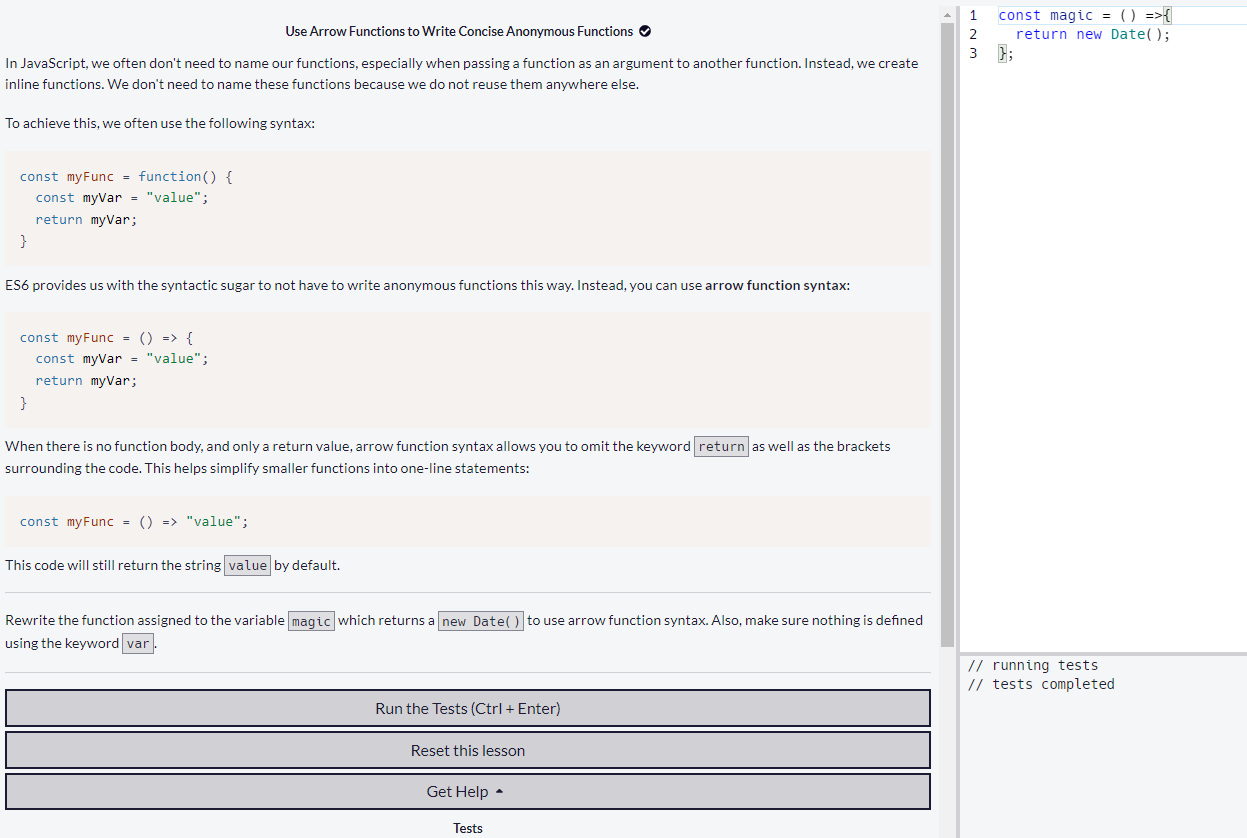 Use Arrow Functions to Write Concise Anonymous Functions
In JavaScript, we often don't need to name our functions, especially when passing a function as an argument to another function. Instead, we create
inline functions. We don't need to name these functions because we do not reuse them anywhere else.
To achieve this, we often use the following syntax:
const myFunc = function() {
  const myVar = "value";
  return myVar;
}
ES6 provides us with the syntactic sugar to not have to write anonymous functions this way. Instead, you can use arrow function syntax:
const myFunc = () => {
  const myVar = "value";
  return myVar;
}
When there is no function body, and only a return value, arrow function syntax allows you to omit the keyword return as well as the brackets
surrounding the code. This helps simplify smaller functions into one-line statements:
const myFunc = () => "value";
This code will still return the string value by default.
Rewrite the function assigned to the variable magic which returns a new Date() to use arrow function syntax. Also, make sure nothing is defined
using the keyword var.
Run the Tests (Ctrl + Enter)
Reset this lesson
Get Help
Tests
1 const magic = () =>{
2   return new Date();
3 };
// running tests
// tests completed